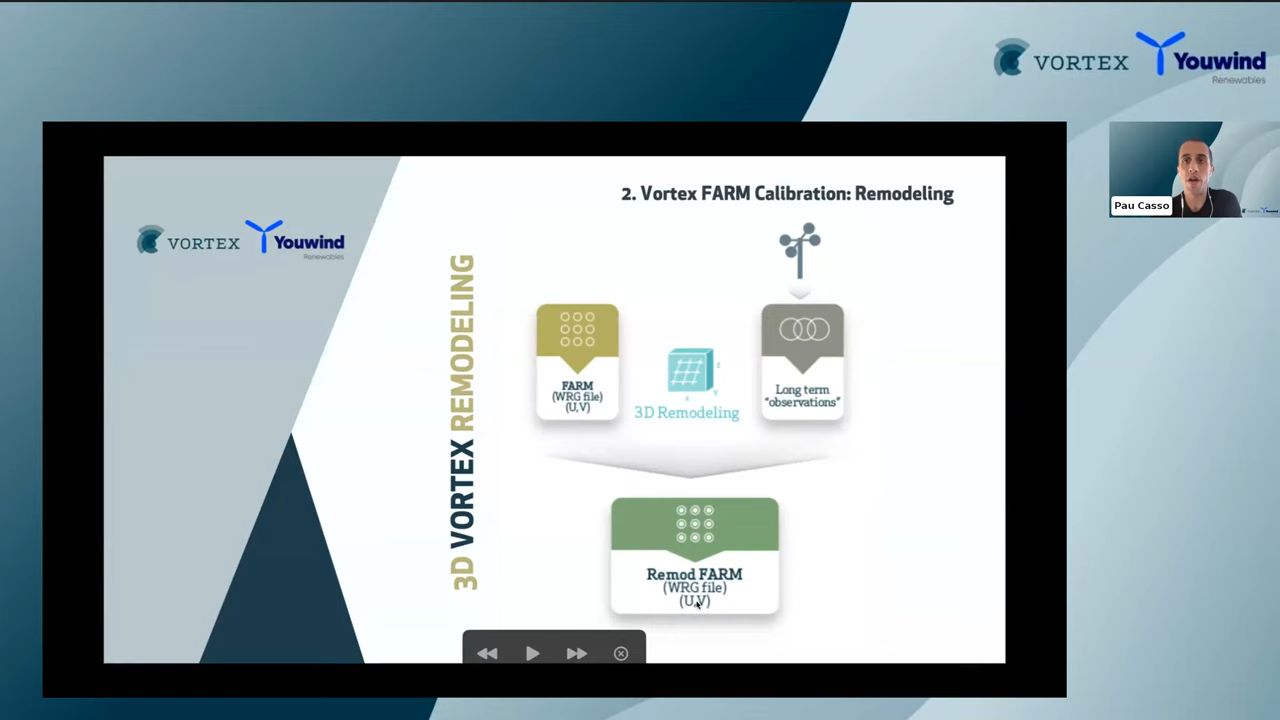 VORTEX
Youwind
Renewables
Pau Casso
2. Vortex FARM Calibration: Remodeling
VORTEX
Youwind
Renewables
3D VORTEX REMODELING
FARM
(WRG file)
(U,V)
3D Remodeling
Long term
"observations"
Remod FARM
(WRG file)
(U,V)